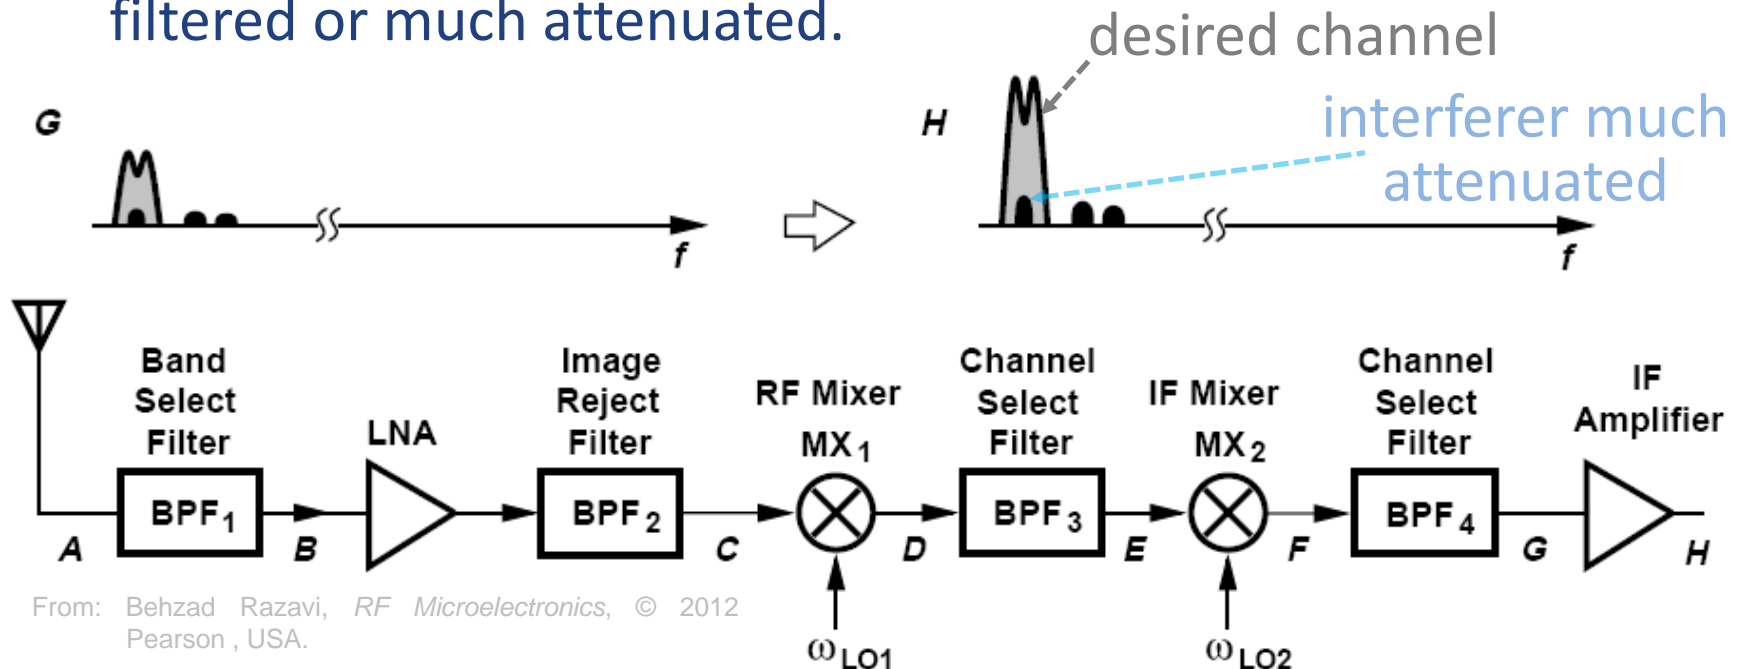 filtered or much attenuated.
desired channel
G
H
interferer much
attenuated
f
f
Band
Select
Filter
LNA
Image
Reject
Filter
RF Mixer
MX1
Channel
Select
Filter
IF Mixer
MX2
Channel
Select
Filter
IF
Amplifier
BPF1
BPF2
BPF3
BPF4
A
B
C
D
E
F
G
H
From: Behzad Razavi, RF Microelectronics, © 2012
Pearson , USA.
ωLO1
ωLO2